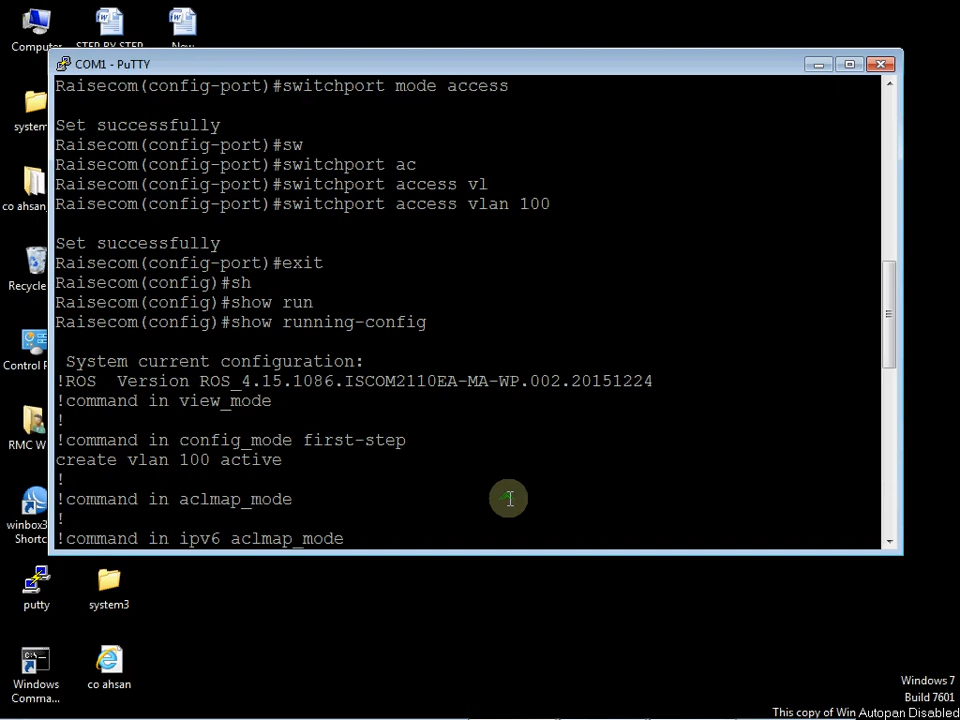 Computer
STEP BY STEP
New
COM1 - PuTTY
Raisecom(config-port)#switchport mode access
Set successfully
Raisecom(config-port)#sw
Raisecom(config-port)#switchport ac
Raisecom(config-port)#switchport access vl
Raisecom(config-port)#switchport access vlan 100
Set successfully
Raisecom(config-port)#exit
Raisecom(config)#sh
Raisecom(config)#show run
Raisecom(config)#show running-config
System current configuration:
!ROS Version ROS_4.15.1086.ISCOM2110EA-MA-WP.002.20151224
!command in view_mode
!
!command in config_mode first-step
create vlan 100 active
!
!command in aclmap_mode
!
!command in ipv6 aclmap_mode
system
co ahsan
Recycle
Control P
RMC W
winbox3
Shortc
putty
system3
Windows
Comma...
co ahsan
Windows 7
Build 7601
This copy of Win Autopan Disabled